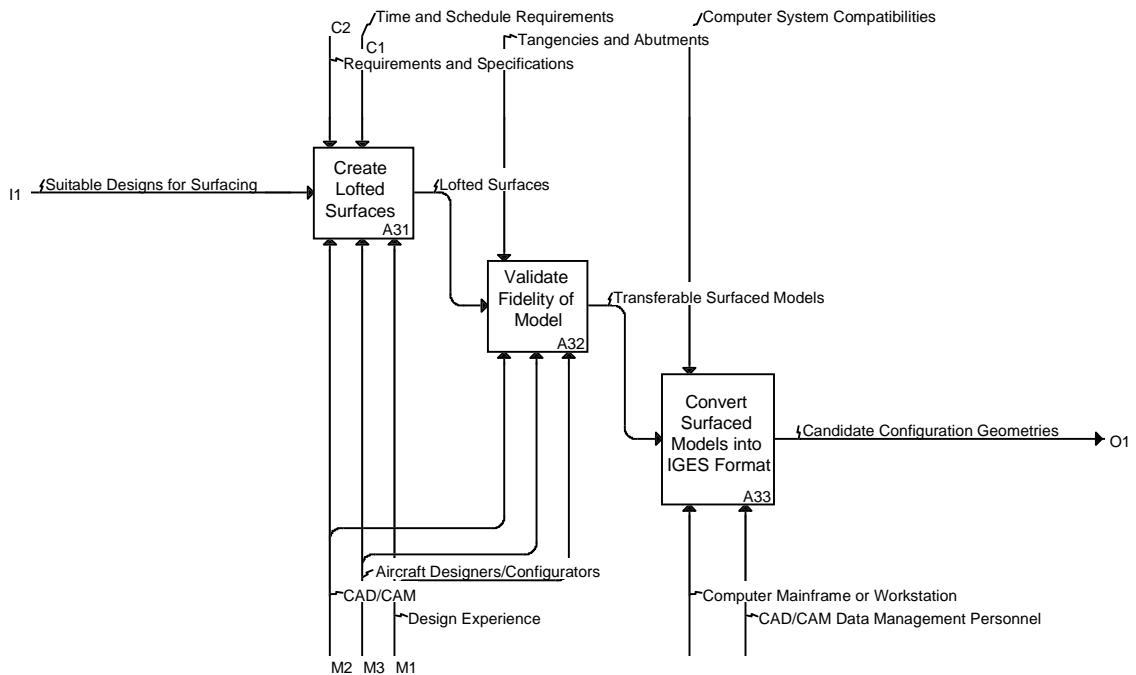 Time and Schedule Requirements
Computer System Compatibilities
C2
Tangencies and Abutments
C1
Requirements and Specifications
Create
Lofted
Surfaces
A31
I1
Suitable Designs for Surfacing
Lofted Surfaces
Validate
Fidelity of
Model
A32
Transferable Surfaced Models
Convert
Surfaced
Models into
IGES Format
A33
Candidate Configuration Geometries
O1
Aircraft Designers/Configurators
CAD/CAM
Design Experience
Computer Mainframe or Workstation
CAD/CAM Data Management Personnel
M2 M3 M1